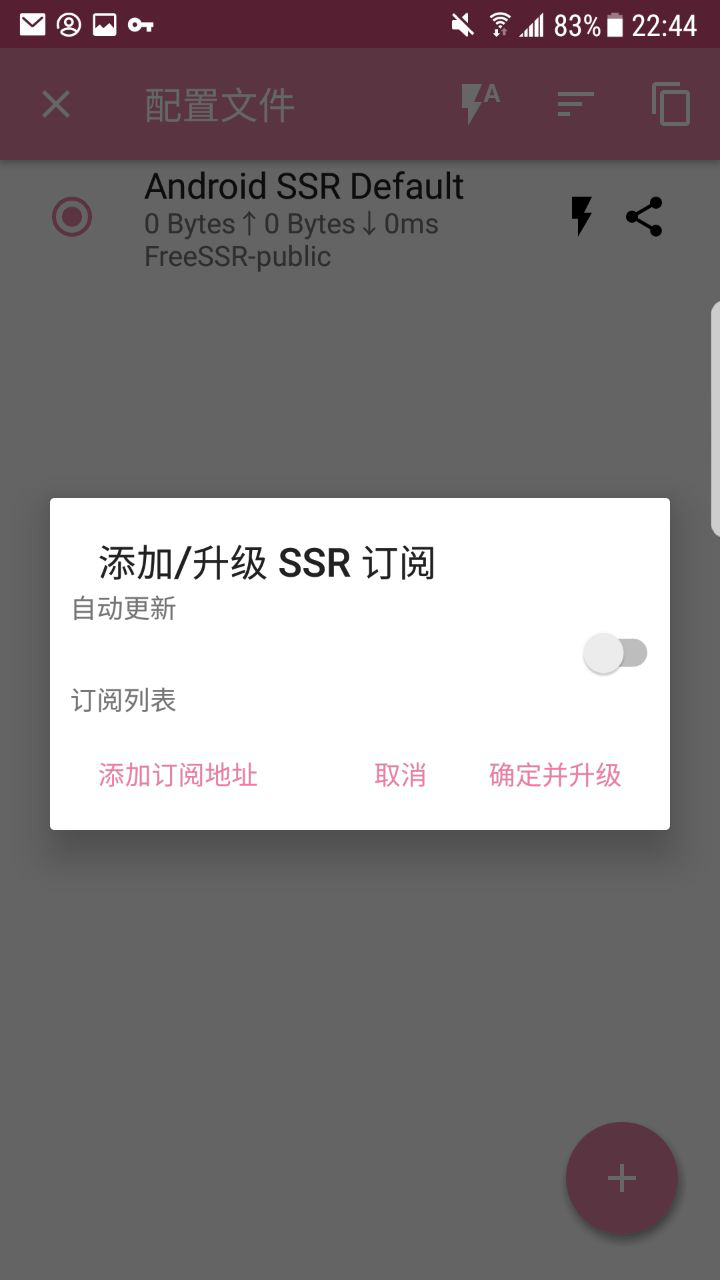 83% 22:44
配置文件 A
Android SSR Default
0 Bytes↑0 Bytes↓0ms
FreeSSR-public
添加/升级 SSR 订阅
自动更新
订阅列表
添加订阅地址 取消 确定并升级